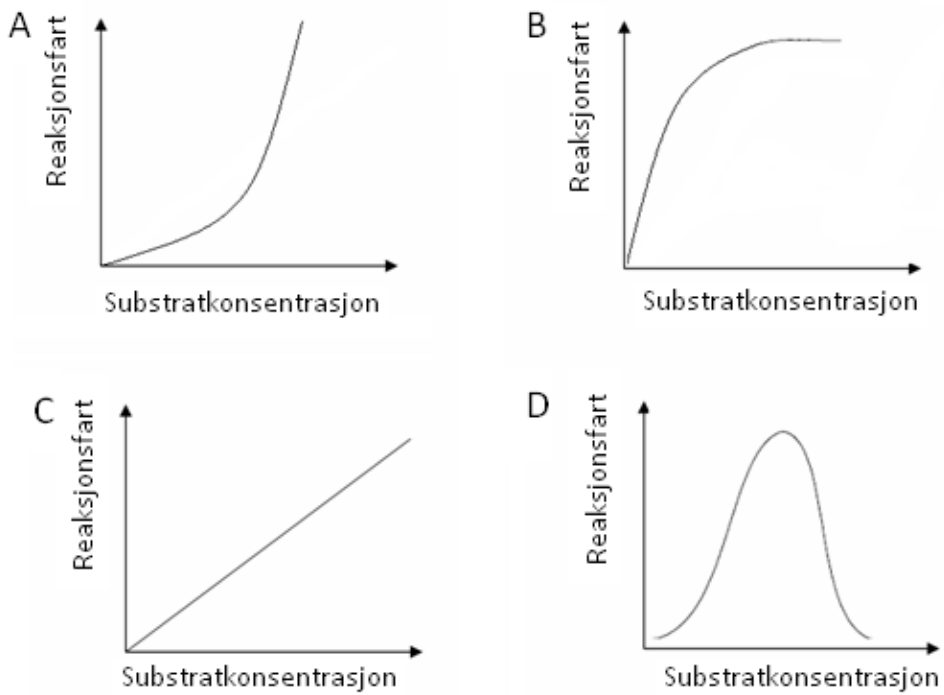 A
Reaksjonsfart
Substratkonsentrasjon
B
Reaksjonsfart
Substratkonsentrasjon
C
Reaksjonsfart
Substratkonsentrasjon
D
Reaksjonsfart
Substratkonsentrasjon